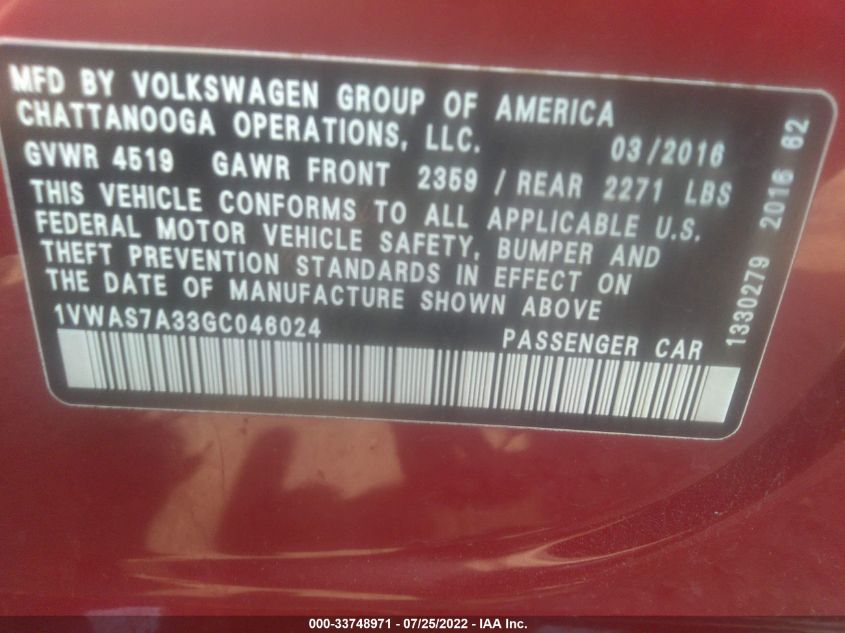 MFD BY VOLKSWAGEN GROUP OF AMERICA
CHATTANOOGA OPERATIONS, LLC. 03/2016
GVWR 4519 GAWR FRONT 2359 / REAR 2271 LBS
THIS VEHICLE CONFORMS TO ALL APPLICABLE U.S.
FEDERAL MOTOR VEHICLE SAFETY, BUMPER AND
THEFT PREVENTION STANDARDS IN EFFECT ON
THE DATE OF MANUFACTURE SHOWN ABOVE
1VWAS7A33GC046024 PASSENGER CAR
1330279 2016 62
000-33748971 - 07/25/2022 - IAA Inc.